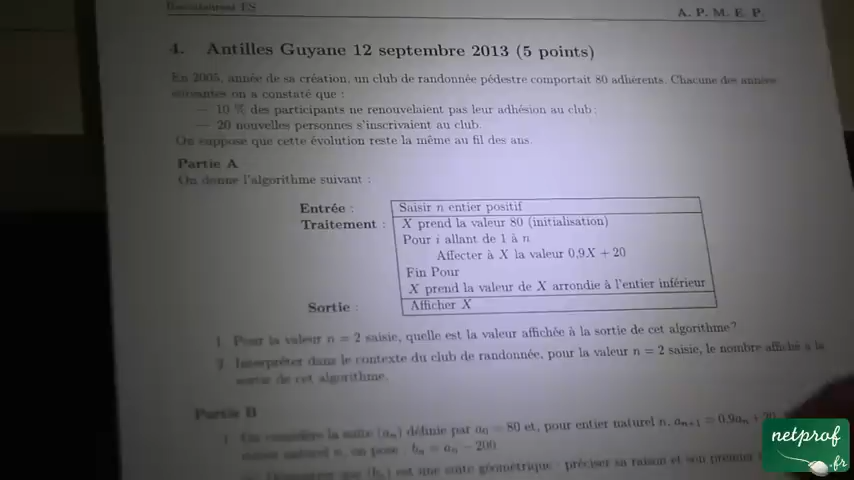 Baccalauréat ES
A. P. M. E. P.
4. Antilles Guyane 12 septembre 2013 (5 points)
En 2005, année de sa création, un club de randonnée pédestre comportait 80 adhérents. Chacune des années
suivantes on a constaté que :
— 10 % des participants ne renouvelaient pas leur adhésion au club ;
— 20 nouvelles personnes s'inscrivaient au club.
On suppose que cette évolution reste la même au fil des ans.
Partie A
On donne l'algorithme suivant :
Entrée : Saisir n entier positif
Traitement : X prend la valeur 80 (initialisation)
Pour i allant de 1 à n
Affecter à X la valeur 0,9X + 20
Fin Pour
X prend la valeur de X arrondie à l'entier inférieur
Sortie : Afficher X
1. Pour la valeur n = 2 saisie, quelle est la valeur affichée à la sortie de cet algorithme ?
2. Interpréter dans le contexte du club de randonnée, pour la valeur n = 2 saisie, le nombre affiché à la
sortie de cet algorithme.
Partie B
1. On considère la suite (aₙ) définie par a₀ = 80 et, pour entier naturel n, aₙ₊₁ = 0,9aₙ + 20
naturel n, on pose : bₙ = aₙ − 200.
Démontrer que (bₙ) est une suite géométrique ; préciser sa raison et son premier
netprof
.fr